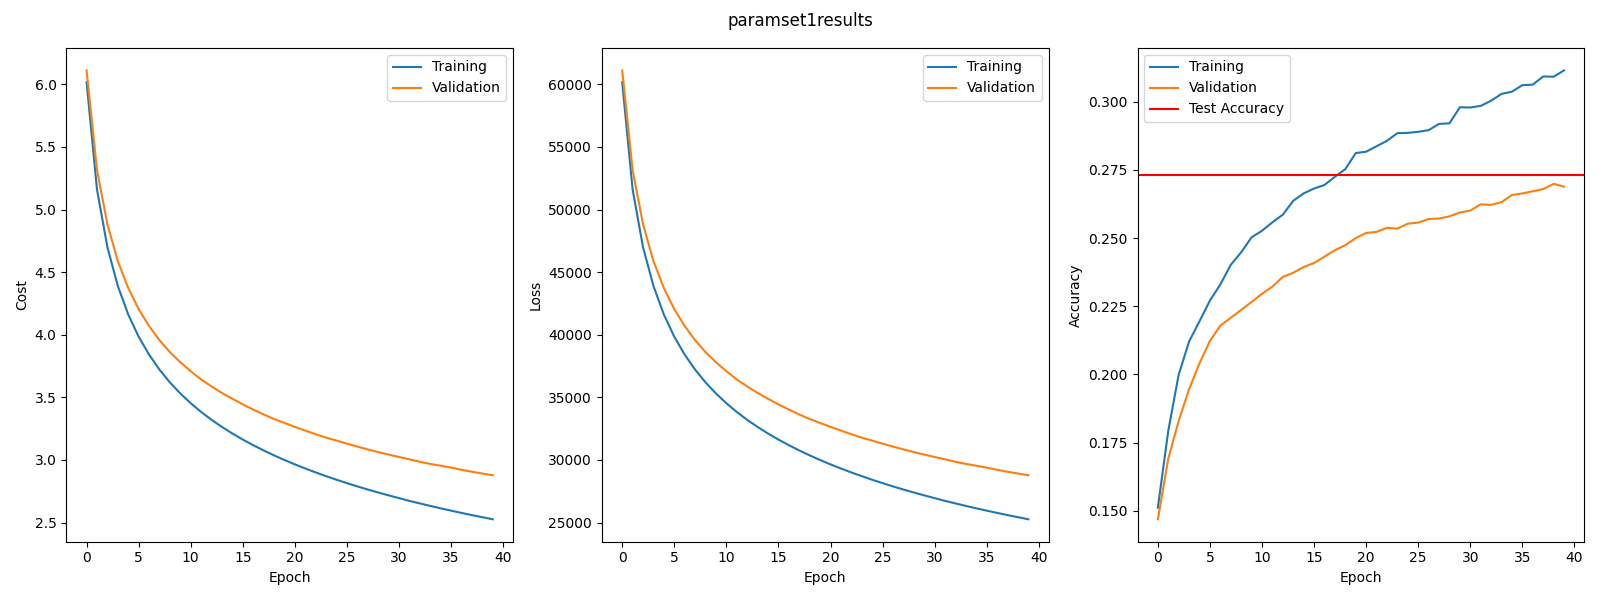 paramset1results
Cost
6.0
5.5
5.0
4.5
4.0
3.5
3.0
2.5
Training
Validation
0 5 10 15 20 25 30 35 40
Epoch
Loss
60000
55000
50000
45000
40000
35000
30000
25000
Training
Validation
0 5 10 15 20 25 30 35 40
Epoch
Accuracy
0.300
0.275
0.250
0.225
0.200
0.175
0.150
Training
Validation
Test Accuracy
0 5 10 15 20 25 30 35 40
Epoch